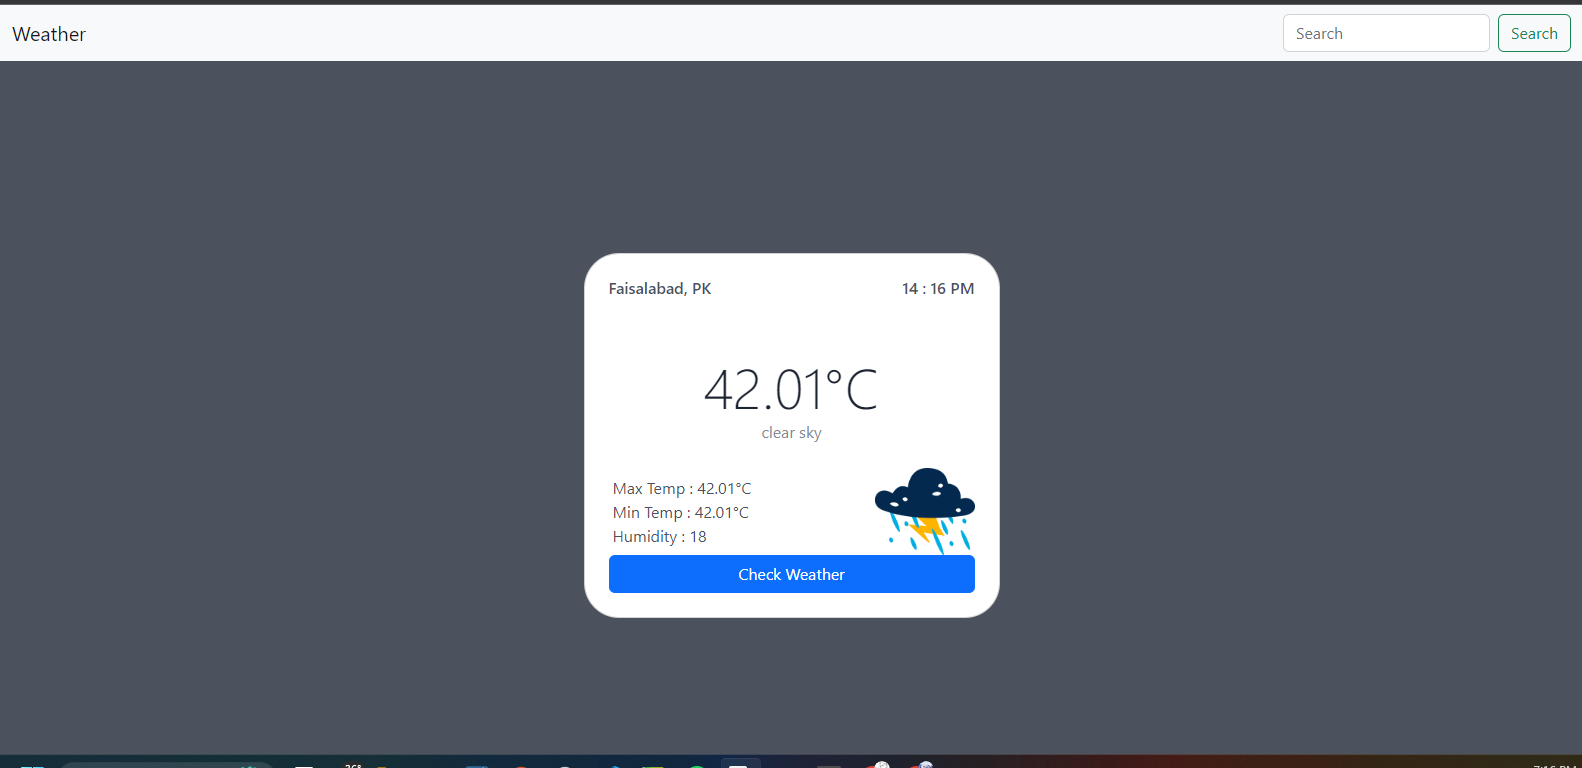 Weather
Search
Search
Faisalabad, PK
14 : 16 PM
42.01°C
clear sky
Max Temp : 42.01°C
Min Temp : 42.01°C
Humidity : 18
Check Weather